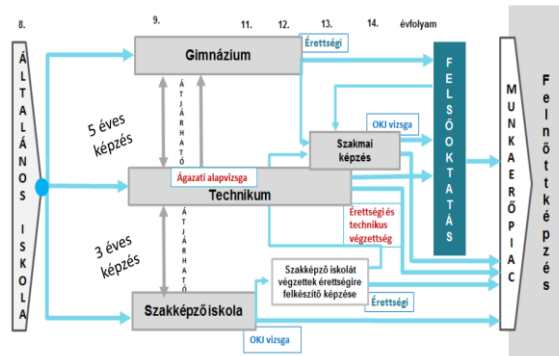 8. 9. 11. 12. 13. 14. évfolyam
ÁLTALÁNOS ISKOLA
Gimnázium
Érettségi
5 éves
képzés
ÁTJÁRHATÓ
OKJ vizsga
Szakmai
képzés
FELSŐOKTATÁS
MUNKAERŐPIAC
Felnőttképzés
Ágazati alapvizsga
Technikum
Érettségi és
technikus
végzettség
3 éves
képzés
ÁTJÁRHATÓ
Szakképző iskolát
végzettek érettségire
felkészítő képzése
Érettségi
Szakképző iskola
OKJ vizsga